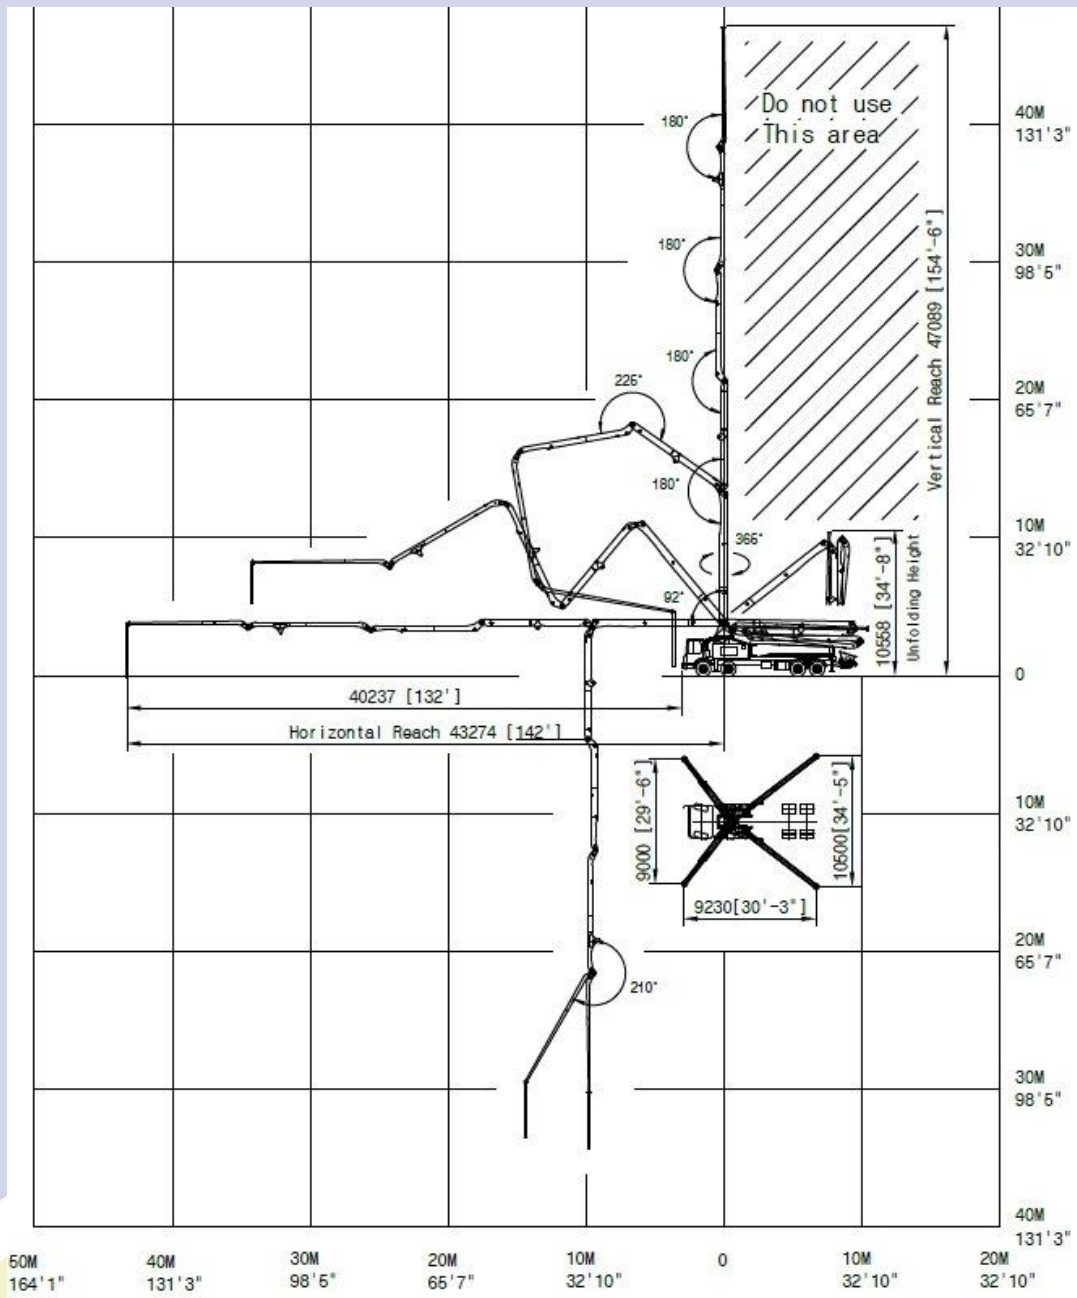 Do not use
This area
40M
131'3"
180°
30M
98'5"
180°
Vertical Reach 47089 [154'-6"]
180°
225°
20M
65'7"
180°
10M
32'10"
365°
10558 [34'-8"]
Unfolding Height
92°
0
40237 [132']
Horizontal Reach 43274 [142']
9000 [29'-6"]
10500[34'-5"]
10M
32'10"
9230[30'-3"]
20M
65'7"
210°
30M
98'5"
40M
131'3"
50M
164'1"
40M
131'3"
30M
98'5"
20M
65'7"
10M
32'10"
0
10M
32'10"
20M
32'10"